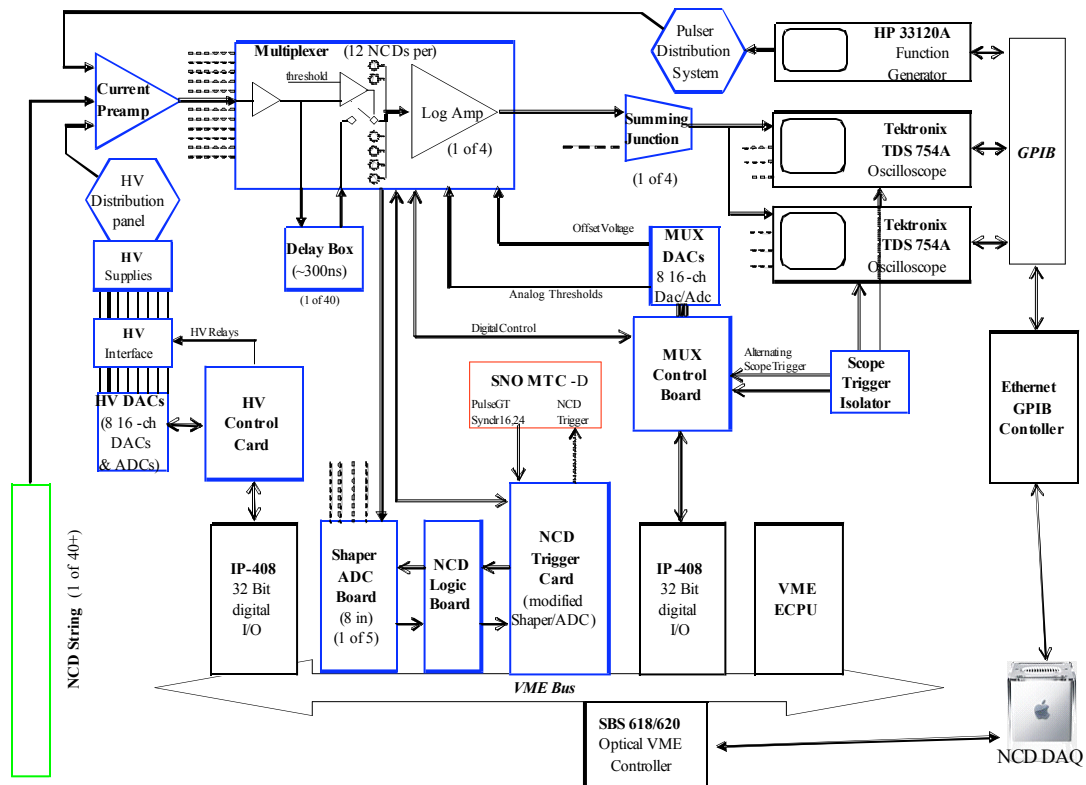 Pulser
Distribution
System
HP 33120A
Function
Generator
Multiplexer (12 NCDs per)
threshold
Current
Preamp
Log Amp
(1 of 4)
Summing
Junction
(1 of 4)
Tektronix
TDS 754A
Oscilloscope
GPIB
HV
Distribution
panel
Tektronix
TDS 754A
Oscilloscope
Offset Voltage
MUX
DACs
8 16-ch
Dac/Adc
Delay Box
(~300ns)
(1 of 40)
HV
Supplies
Analog Thresholds
HV
Interface
HV Relays
Digital Control
MUX
Control
Board
Alternating
Scope Trigger
Scope
Trigger
Isolator
Ethernet
GPIB
Contoller
SNO MTC -D
PulseGT
Synclr16,24
NCD
Trigger
HV DACs
(8 16 -ch
DACs
& ADCs)
HV
Control
Card
NCD String (1 of 40+)
IP-408
32 Bit
digital
I/O
Shaper
ADC
Board
(8 in)
(1 of 5)
NCD
Logic
Board
NCD
Trigger
Card
(modified
Shaper/ADC)
IP-408
32 Bit
digital
I/O
VME
ECPU
VME Bus
SBS 618/620
Optical VME
Controller
NCD DAQ